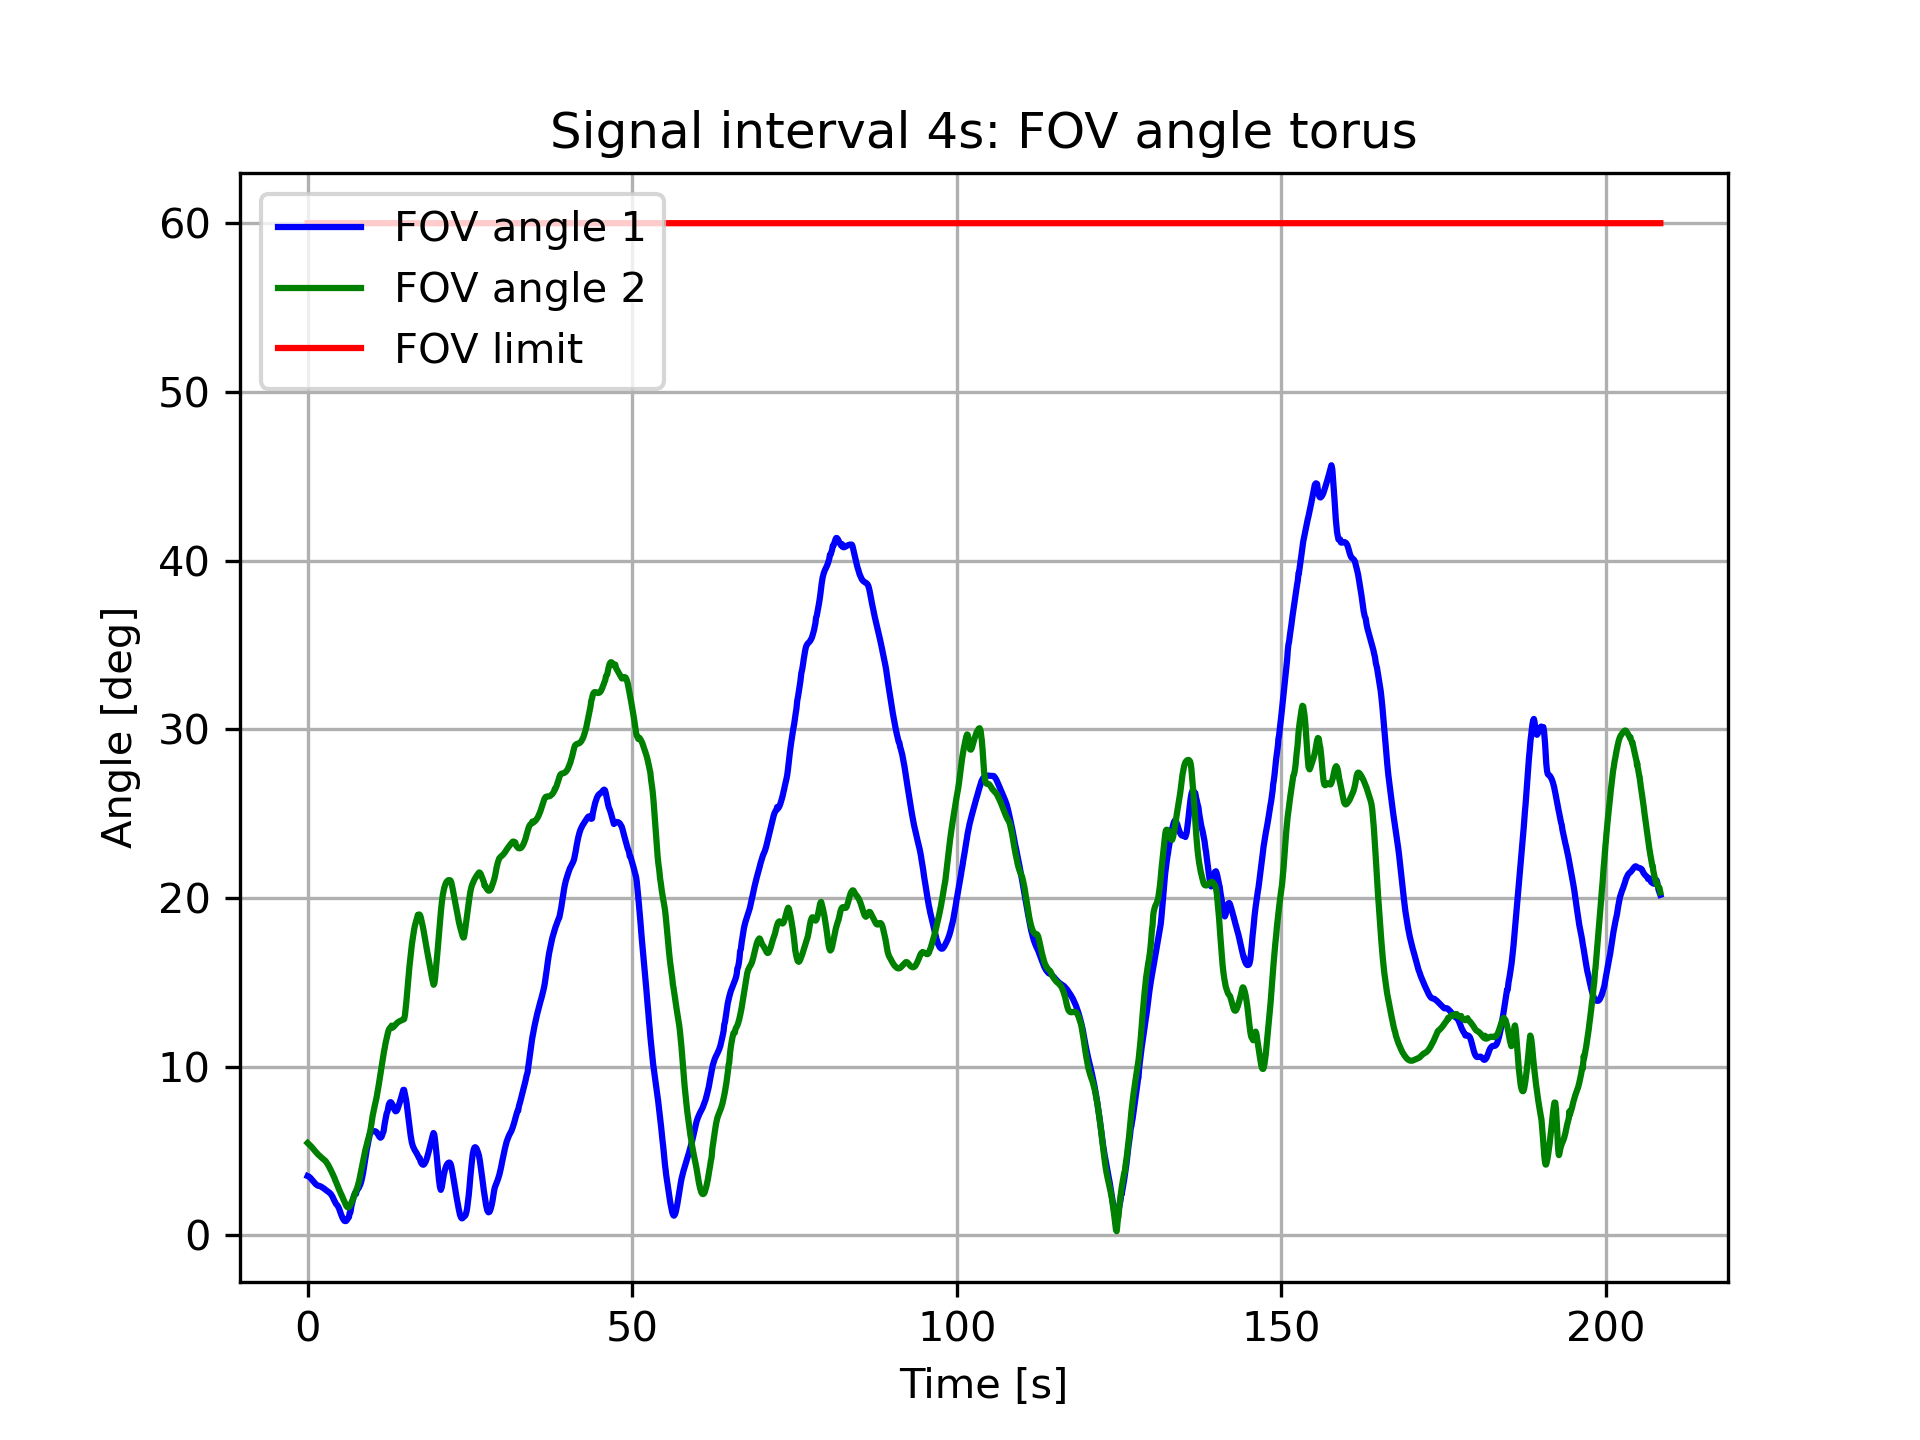 Signal interval 4s: FOV angle torus
FOV angle 1
FOV angle 2
FOV limit
60
50
40
30
20
10
0
Angle [deg]
0 50 100 150 200
Time [s]